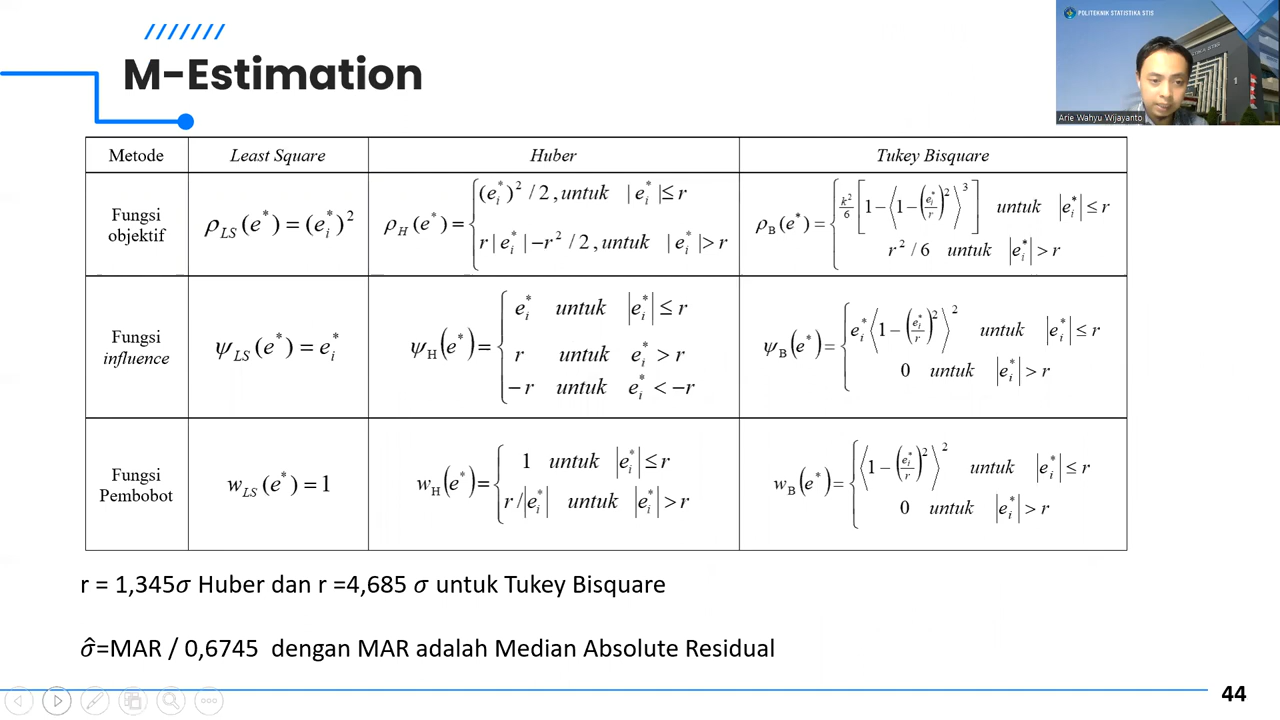 POLITEKNIK STATISTIKA STIS
M-Estimation
Arie Wahyu Wijayanto
Metode Least Square Huber Tukey Bisquare
Fungsi objektif
ρ_LS(e*) = (e_i*)²
ρ_H(e*) = { (e_i*)² / 2, untuk |e_i*| ≤ r
r|e_i*| − r² / 2, untuk |e_i*| > r
ρ_B(e*) = { k²/6 [1 − ⟨1 − (e_i*/r)²⟩³] untuk |e_i*| ≤ r
r² / 6 untuk |e_i*| > r
Fungsi influence
ψ_LS(e*) = e_i*
ψ_H(e*) = { e_i* untuk |e_i*| ≤ r
r untuk e_i* > r
− r untuk e_i* < −r
ψ_B(e*) = { e_i* ⟨1 − (e_i*/r)²⟩² untuk |e_i*| ≤ r
0 untuk |e_i*| > r
Fungsi Pembobot
w_LS(e*) = 1
w_H(e*) = { 1 untuk |e_i*| ≤ r
r / |e_i*| untuk |e_i*| > r
w_B(e*) = { ⟨1 − (e_i*/r)²⟩² untuk |e_i*| ≤ r
0 untuk |e_i*| > r
r = 1,345σ Huber dan r =4,685 σ untuk Tukey Bisquare
σ̂=MAR / 0,6745 dengan MAR adalah Median Absolute Residual
44